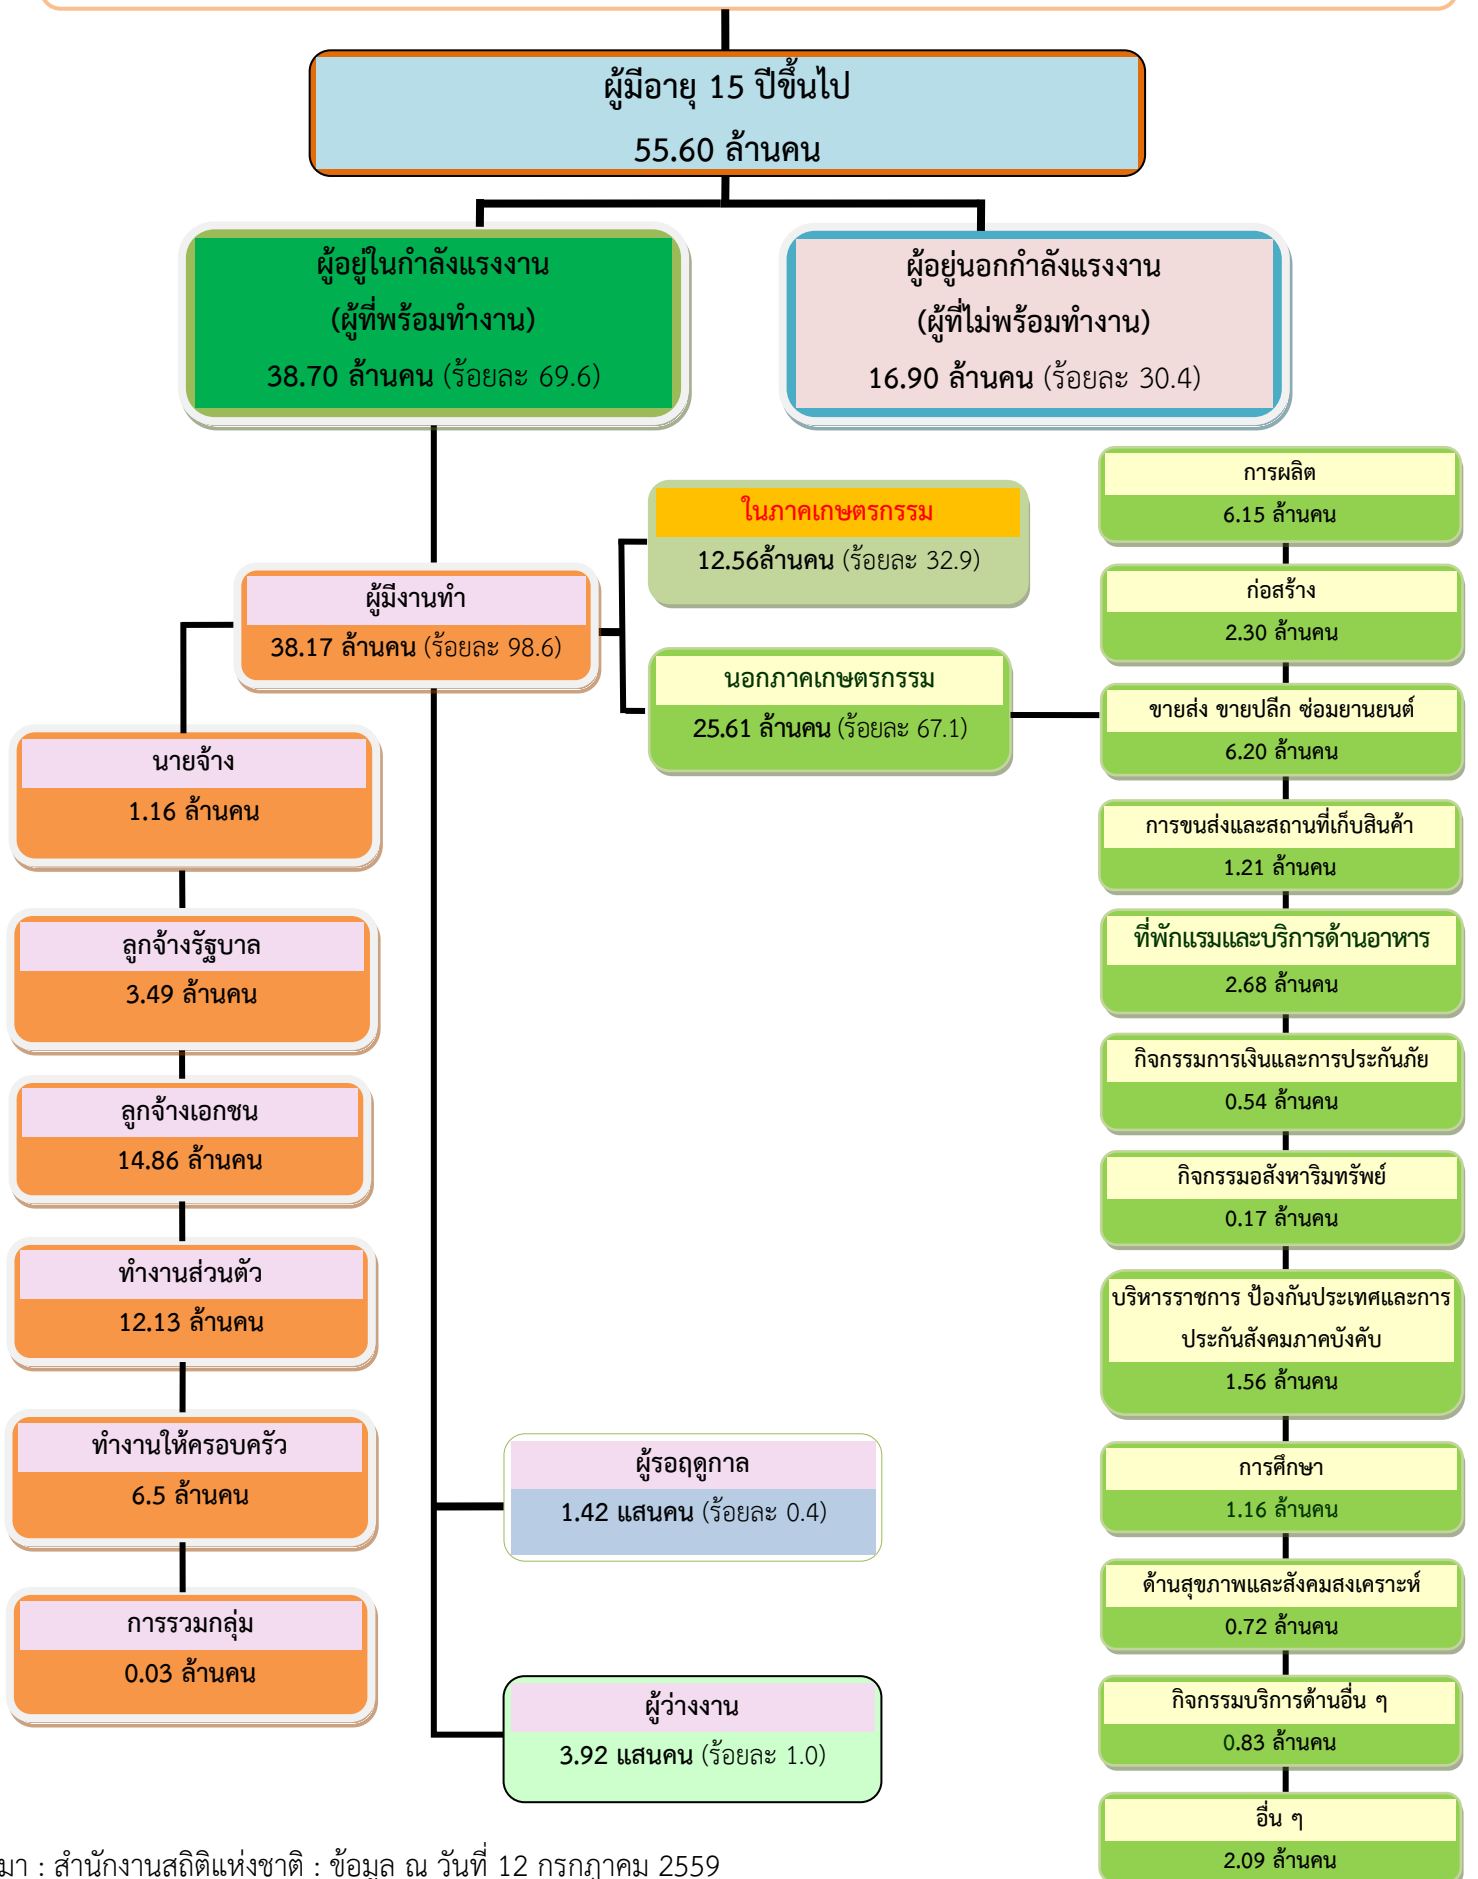 ผู้มีอายุ 15 ปีขึ้นไป
55.60 ล้านคน
ผู้อยู่ในกำลังแรงงาน
(ผู้ที่พร้อมทำงาน)
38.70 ล้านคน (ร้อยละ 69.6)
ผู้อยู่นอกกำลังแรงงาน
(ผู้ที่ไม่พร้อมทำงาน)
16.90 ล้านคน (ร้อยละ 30.4)
ผู้มีงานทำ
38.17 ล้านคน (ร้อยละ 98.6)
ในภาคเกษตรกรรม
12.56ล้านคน (ร้อยละ 32.9)
นอกภาคเกษตรกรรม
25.61 ล้านคน (ร้อยละ 67.1)
นายจ้าง
1.16 ล้านคน
ลูกจ้างรัฐบาล
3.49 ล้านคน
ลูกจ้างเอกชน
14.86 ล้านคน
ทำงานส่วนตัว
12.13 ล้านคน
ทำงานให้ครอบครัว
6.5 ล้านคน
การรวมกลุ่ม
0.03 ล้านคน
ผู้รอฤดูกาล
1.42 แสนคน (ร้อยละ 0.4)
ผู้ว่างงาน
3.92 แสนคน (ร้อยละ 1.0)
การผลิต
6.15 ล้านคน
ก่อสร้าง
2.30 ล้านคน
ขายส่ง ขายปลีก ซ่อมยานยนต์
6.20 ล้านคน
การขนส่งและสถานที่เก็บสินค้า
1.21 ล้านคน
ที่พักแรมและบริการด้านอาหาร
2.68 ล้านคน
กิจกรรมการเงินและการประกันภัย
0.54 ล้านคน
กิจกรรมอสังหาริมทรัพย์
0.17 ล้านคน
บริหารราชการ ป้องกันประเทศและการ
ประกันสังคมภาคบังคับ
1.56 ล้านคน
การศึกษา
1.16 ล้านคน
ด้านสุขภาพและสังคมสงเคราะห์
0.72 ล้านคน
กิจกรรมบริการด้านอื่น ๆ
0.83 ล้านคน
อื่น ๆ
2.09 ล้านคน
มา : สำนักงานสถิติแห่งชาติ : ข้อมูล ณ วันที่ 12 กรกฎาคม 2559